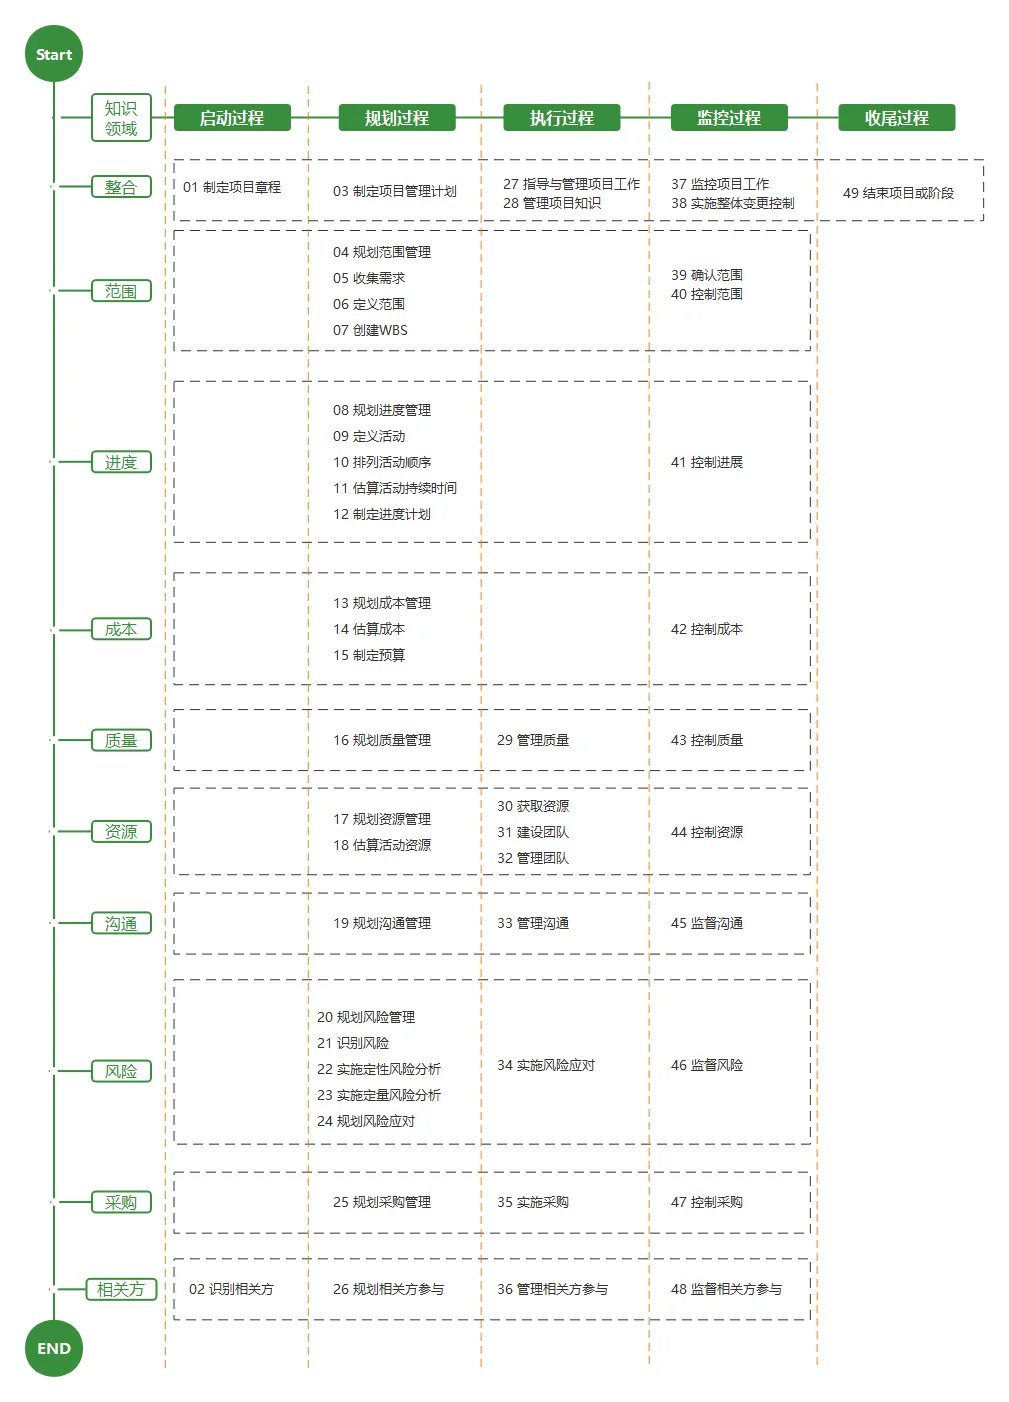 Start
知识
领域
启动过程
规划过程
执行过程
监控过程
收尾过程
整合
01 制定项目章程
03 制定项目管理计划
27 指导与管理项目工作
28 管理项目知识
37 监控项目工作
38 实施整体变更控制
49 结束项目或阶段
范围
04 规划范围管理
05 收集需求
06 定义范围
07 创建WBS
39 确认范围
40 控制范围
进度
08 规划进度管理
09 定义活动
10 排列活动顺序
11 估算活动持续时间
12 制定进度计划
41 控制进展
成本
13 规划成本管理
14 估算成本
15 制定预算
42 控制成本
质量
16 规划质量管理
29 管理质量
43 控制质量
资源
17 规划资源管理
18 估算活动资源
30 获取资源
31 建设团队
32 管理团队
44 控制资源
沟通
19 规划沟通管理
33 管理沟通
45 监督沟通
风险
20 规划风险管理
21 识别风险
22 实施定性风险分析
23 实施定量风险分析
24 规划风险应对
34 实施风险应对
46 监督风险
采购
25 规划采购管理
35 实施采购
47 控制采购
相关方
02 识别相关方
26 规划相关方参与
36 管理相关方参与
48 监督相关方参与
END